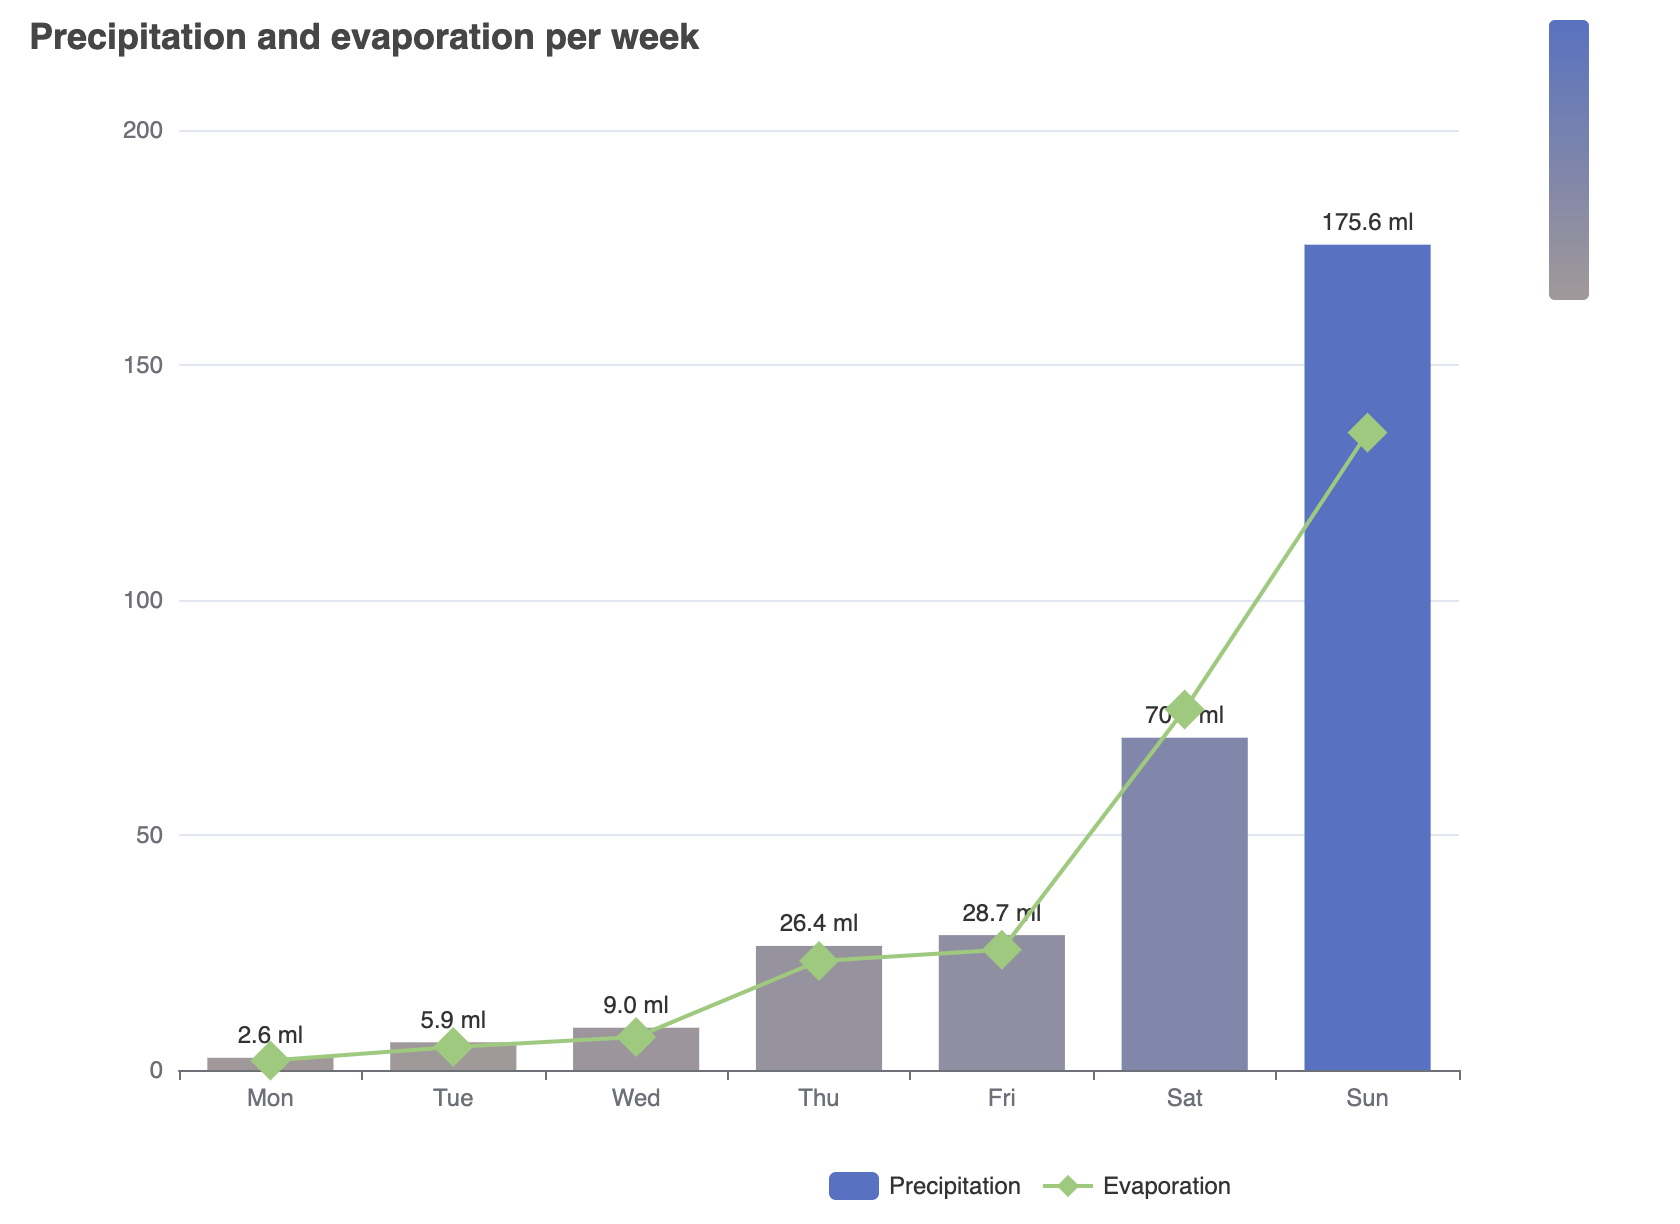 Precipitation and evaporation per week
200
150
100
50
0
2.6 ml
5.9 ml
9.0 ml
26.4 ml
28.7 ml
70 ml
175.6 ml
Mon Tue Wed Thu Fri Sat Sun
Precipitation Evaporation